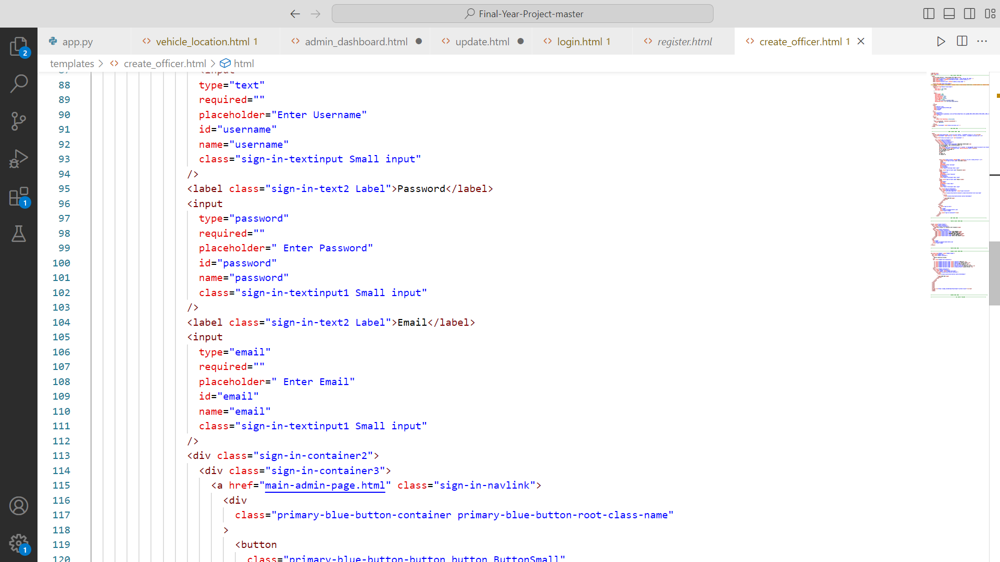 Final-Year-Project-master
app.py
vehicle_location.html 1
admin_dashboard.html
update.html
login.html 1
register.html
create_officer.html 1
templates > create_officer.html > html
88 type="text"
89 required=""
90 placeholder="Enter Username"
91 id="username"
92 name="username"
93 class="sign-in-textinput Small input"
94 />
95 <label class="sign-in-text2 Label">Password</label>
96 <input
97 type="password"
98 required=""
99 placeholder=" Enter Password"
100 id="password"
101 name="password"
102 class="sign-in-textinput1 Small input"
103 />
104 <label class="sign-in-text2 Label">Email</label>
105 <input
106 type="email"
107 required=""
108 placeholder=" Enter Email"
109 id="email"
110 name="email"
111 class="sign-in-textinput1 Small input"
112 />
113 <div class="sign-in-container2">
114 <div class="sign-in-container3">
115 <a href="main-admin-page.html" class="sign-in-navlink">
116 <div
117 class="primary-blue-button-container primary-blue-button-root-class-name"
118 >
119 <button
120 class="primary-blue-button-button button ButtonSmall"
2
1
1